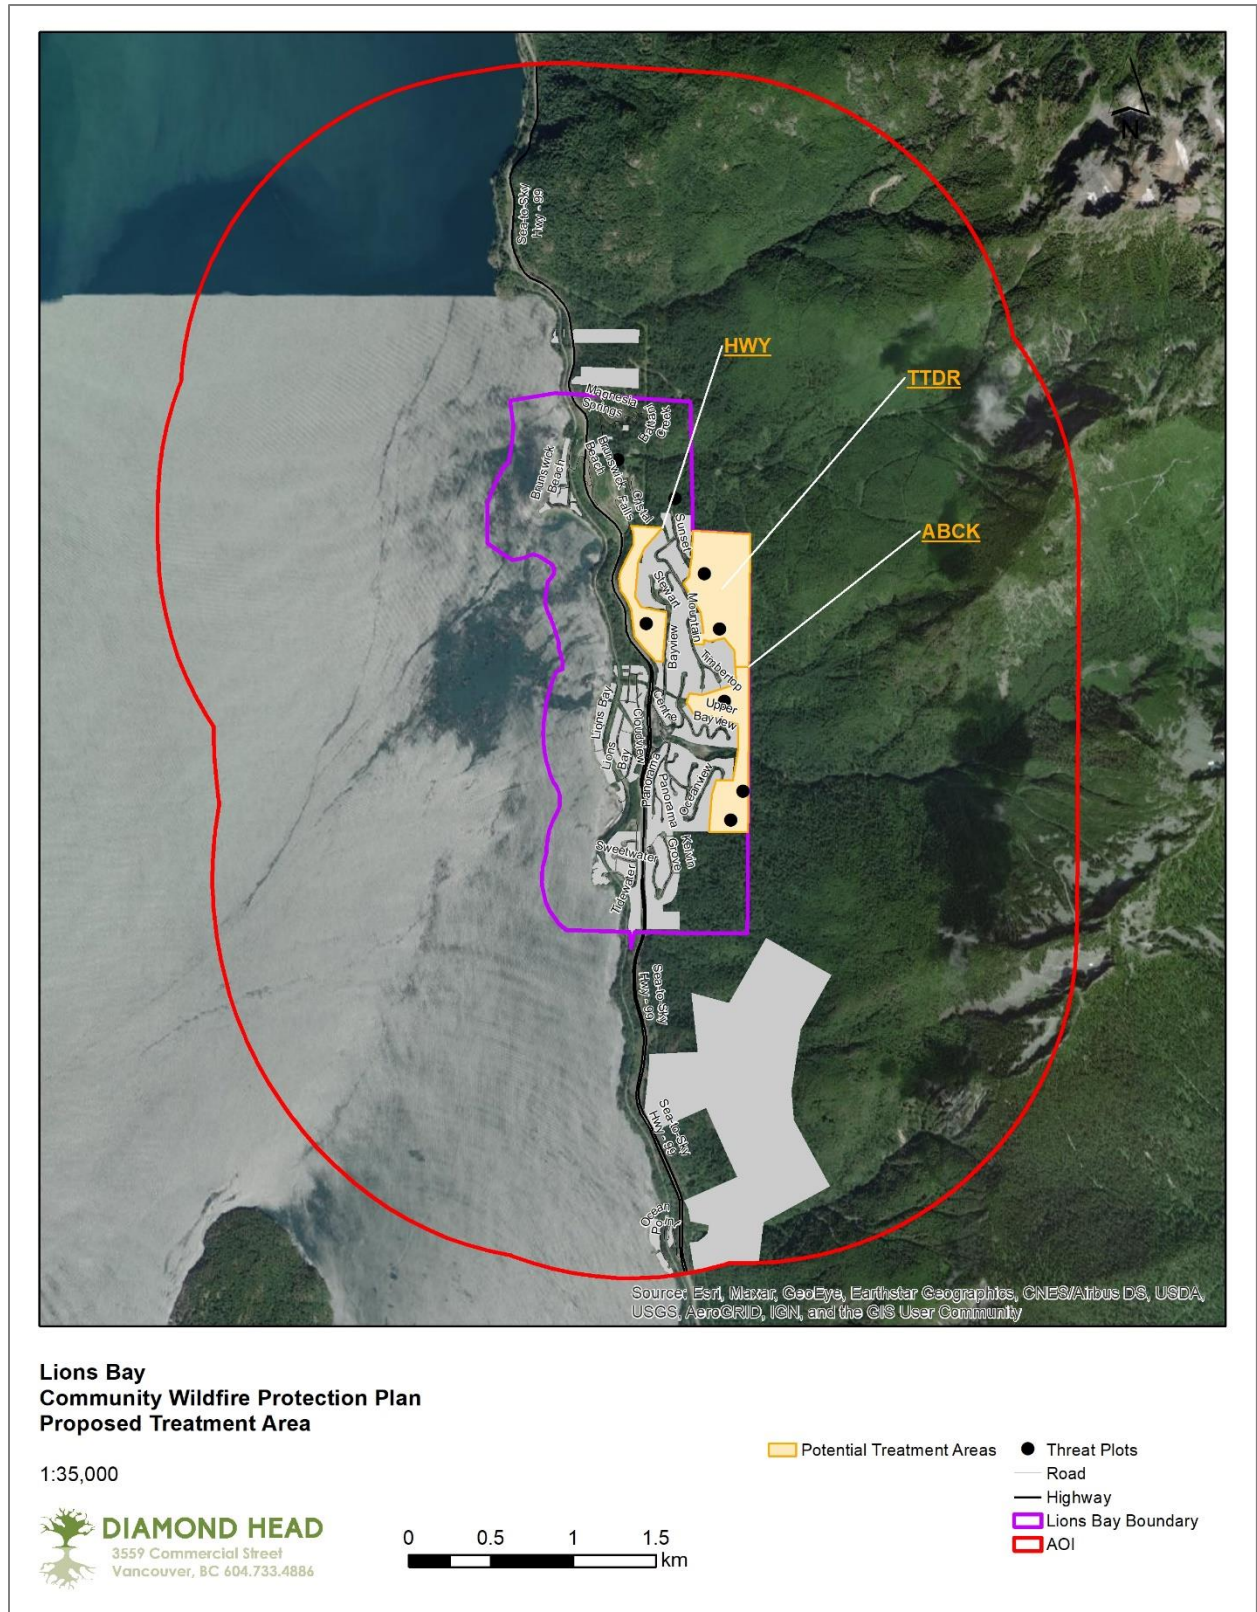 N
Sea-to-Sky
Hwy - 99
HWY
TTDR
ABCK
Magnesia
Springs
Baltan
Creek
Brunswick
Beach
Brunswick
Beach
Cristal
Falls
Sunset
Stewart
Mountain
Bayview
Timbertop
Upper
Bayview
Centre
Lions Bay
Lions
Bay
Coudview
Panorama
Panorama
Oceanview
Kelvin
Grove
Sweetwater
Tidewater
Sea-to-Sky
Hwy - 99
Sea-to-Sky
Hwy - 99
Ocean
Point
Source: Esri, Maxar, GeoEye, Earthstar Geographics, CNES/Airbus DS, USDA,
USGS, AeroGRID, IGN, and the GIS User Community
Lions Bay
Community Wildfire Protection Plan
Proposed Treatment Area
1:35,000
DIAMOND HEAD
3559 Commercial Street
Vancouver, BC 604.733.4886
0 0.5 1 1.5
km
Potential Treatment Areas
Threat Plots
Road
Highway
Lions Bay Boundary
AOI